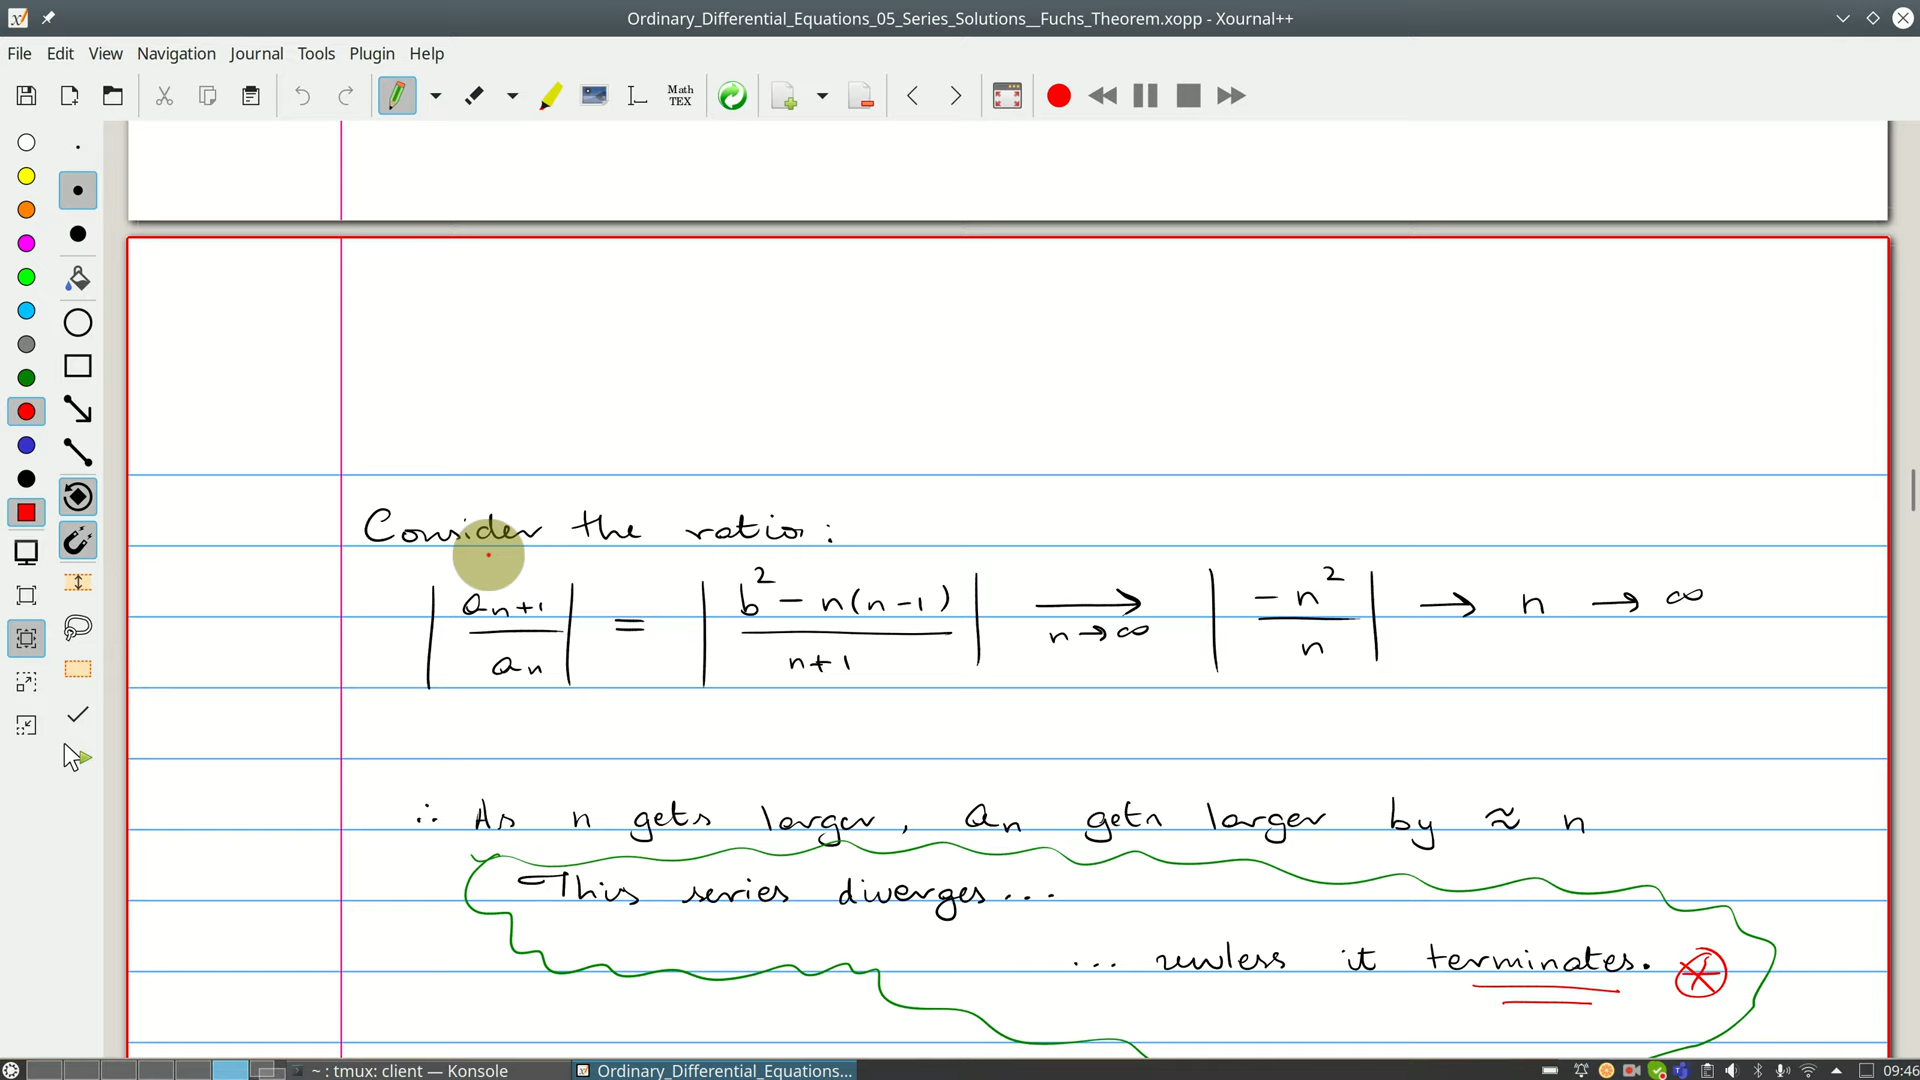 Ordinary_Differential_Equations_05_Series_Solutions__Fuchs_Theorem.xopp - Xournal++
File Edit View Navigation Journal Tools Plugin Help
Math
TEX
Consider the ratio:
| aₙ₊₁ / aₙ | = | b² - n(n-1) / n+1 | → n→∞ | -n² / n | → n → ∞
∴ As n gets larger, aₙ gets larger by ≈ n
This series diverges...
... unless it terminates. ⊛
~ : tmux: client — Konsole
Ordinary_Differential_Equations...
09:46